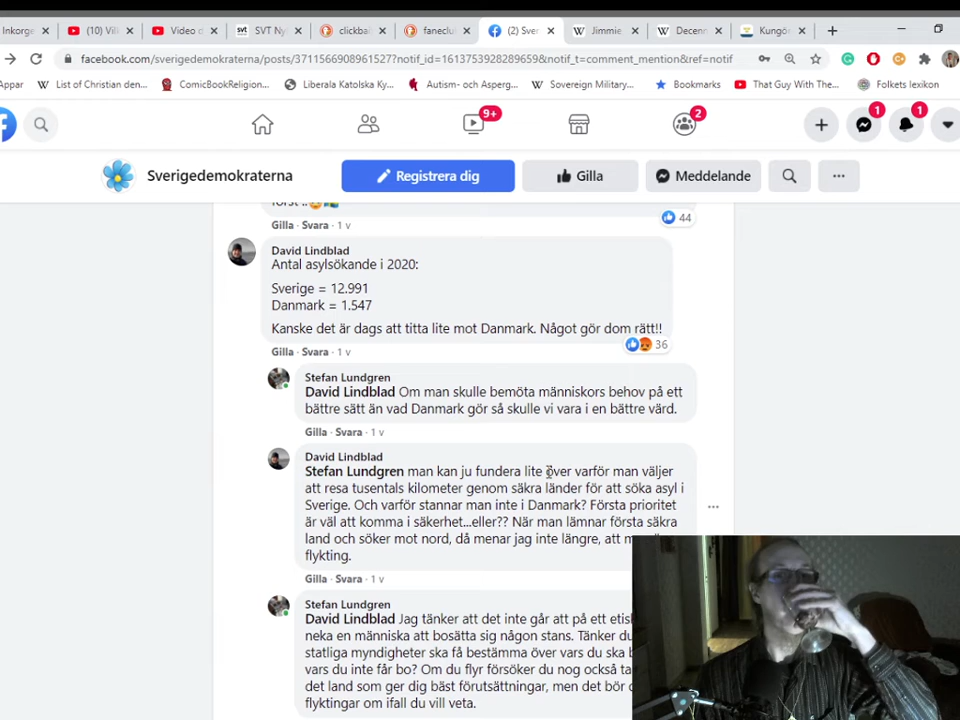 Inkorge
(10) Vill
Video c
SVT Ny
clickbai
faneclu
(2) Sver
Jimmie
Decenn
Kungö
facebook.com/sverigedemokraterna/posts/3711566908961527?notif_id=1613753928289659&notif_t=comment_mention&ref=notif
Appar
List of Christian den...
ComicBookReligion...
Liberala Katolska Ky...
Autism- och Asperg...
Sovereign Military...
Bookmarks
That Guy With The...
Folkets lexikon
9+
2
1
1
Sverigedemokraterna
Registrera dig
Gilla
Meddelande
Gilla · Svara · 1 v
44
David Lindblad
Antal asylsökande i 2020:
Sverige = 12.991
Danmark = 1.547
Kanske det är dags att titta lite mot Danmark. Något gör dom rätt!!
36
Gilla · Svara · 1 v
Stefan Lundgren
David Lindblad Om man skulle bemöta människors behov på ett
bättre sätt än vad Danmark gör så skulle vi vara i en bättre värd.
Gilla · Svara · 1 v
David Lindblad
Stefan Lundgren man kan ju fundera lite över varför man väljer
att resa tusentals kilometer genom säkra länder för att söka asyl i
Sverige. Och varför stannar man inte i Danmark? Första prioritet
är väl att komma i säkerhet...eller?? När man lämnar första säkra
land och söker mot nord, då menar jag inte längre, att
flykting.
Gilla · Svara · 1 v
Stefan Lundgren
David Lindblad Jag tänker att det inte går att på ett
neka en människa att bosätta sig någon stans. Tänker du
statliga myndigheter ska få bestämma över vars du ska
vars du inte får bo? Om du flyr försöker du nog också
det land som ger dig bäst förutsättningar, men det bör
flyktingar om ifall du vill veta.